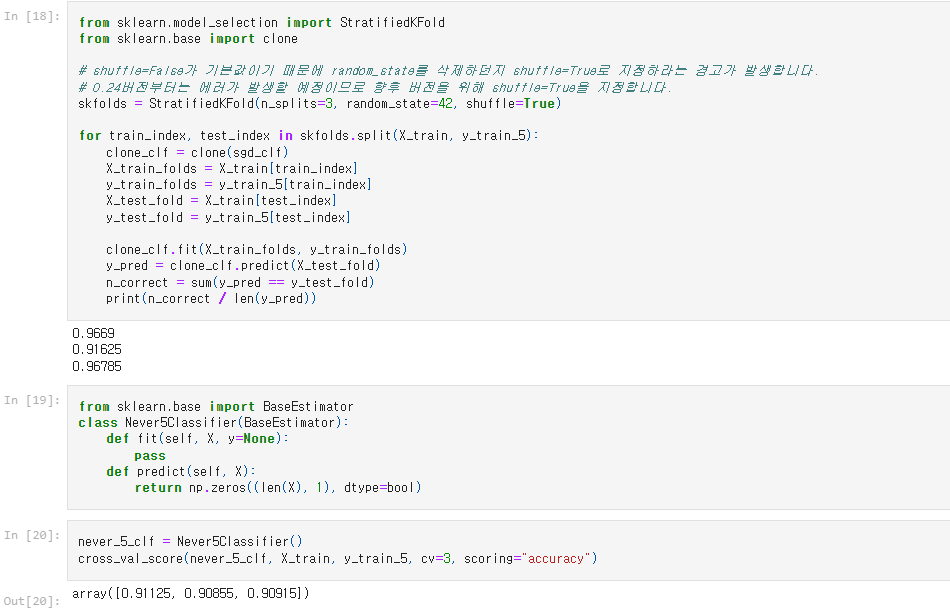 In [18]:
from sklearn.model_selection import StratifiedKFold
from sklearn.base import clone
# shuffle=False가 기본값이기 때문에 random_state를 삭제하던지 shuffle=True로 지정하라는 경고가 발생합니다.
# 0.24버전부터는 에러가 발생할 예정이므로 향후 버전을 위해 shuffle=True을 지정합니다.
skfolds = StratifiedKFold(n_splits=3, random_state=42, shuffle=True)
for train_index, test_index in skfolds.split(X_train, y_train_5):
    clone_clf = clone(sgd_clf)
    X_train_folds = X_train[train_index]
    y_train_folds = y_train_5[train_index]
    X_test_fold = X_train[test_index]
    y_test_fold = y_train_5[test_index]
    clone_clf.fit(X_train_folds, y_train_folds)
    y_pred = clone_clf.predict(X_test_fold)
    n_correct = sum(y_pred == y_test_fold)
    print(n_correct / len(y_pred))
0.9669
0.91625
0.96785
In [19]:
from sklearn.base import BaseEstimator
class Never5Classifier(BaseEstimator):
    def fit(self, X, y=None):
        pass
    def predict(self, X):
        return np.zeros((len(X), 1), dtype=bool)
In [20]:
never_5_clf = Never5Classifier()
cross_val_score(never_5_clf, X_train, y_train_5, cv=3, scoring="accuracy")
Out[20]:
array([0.91125, 0.90855, 0.90915])